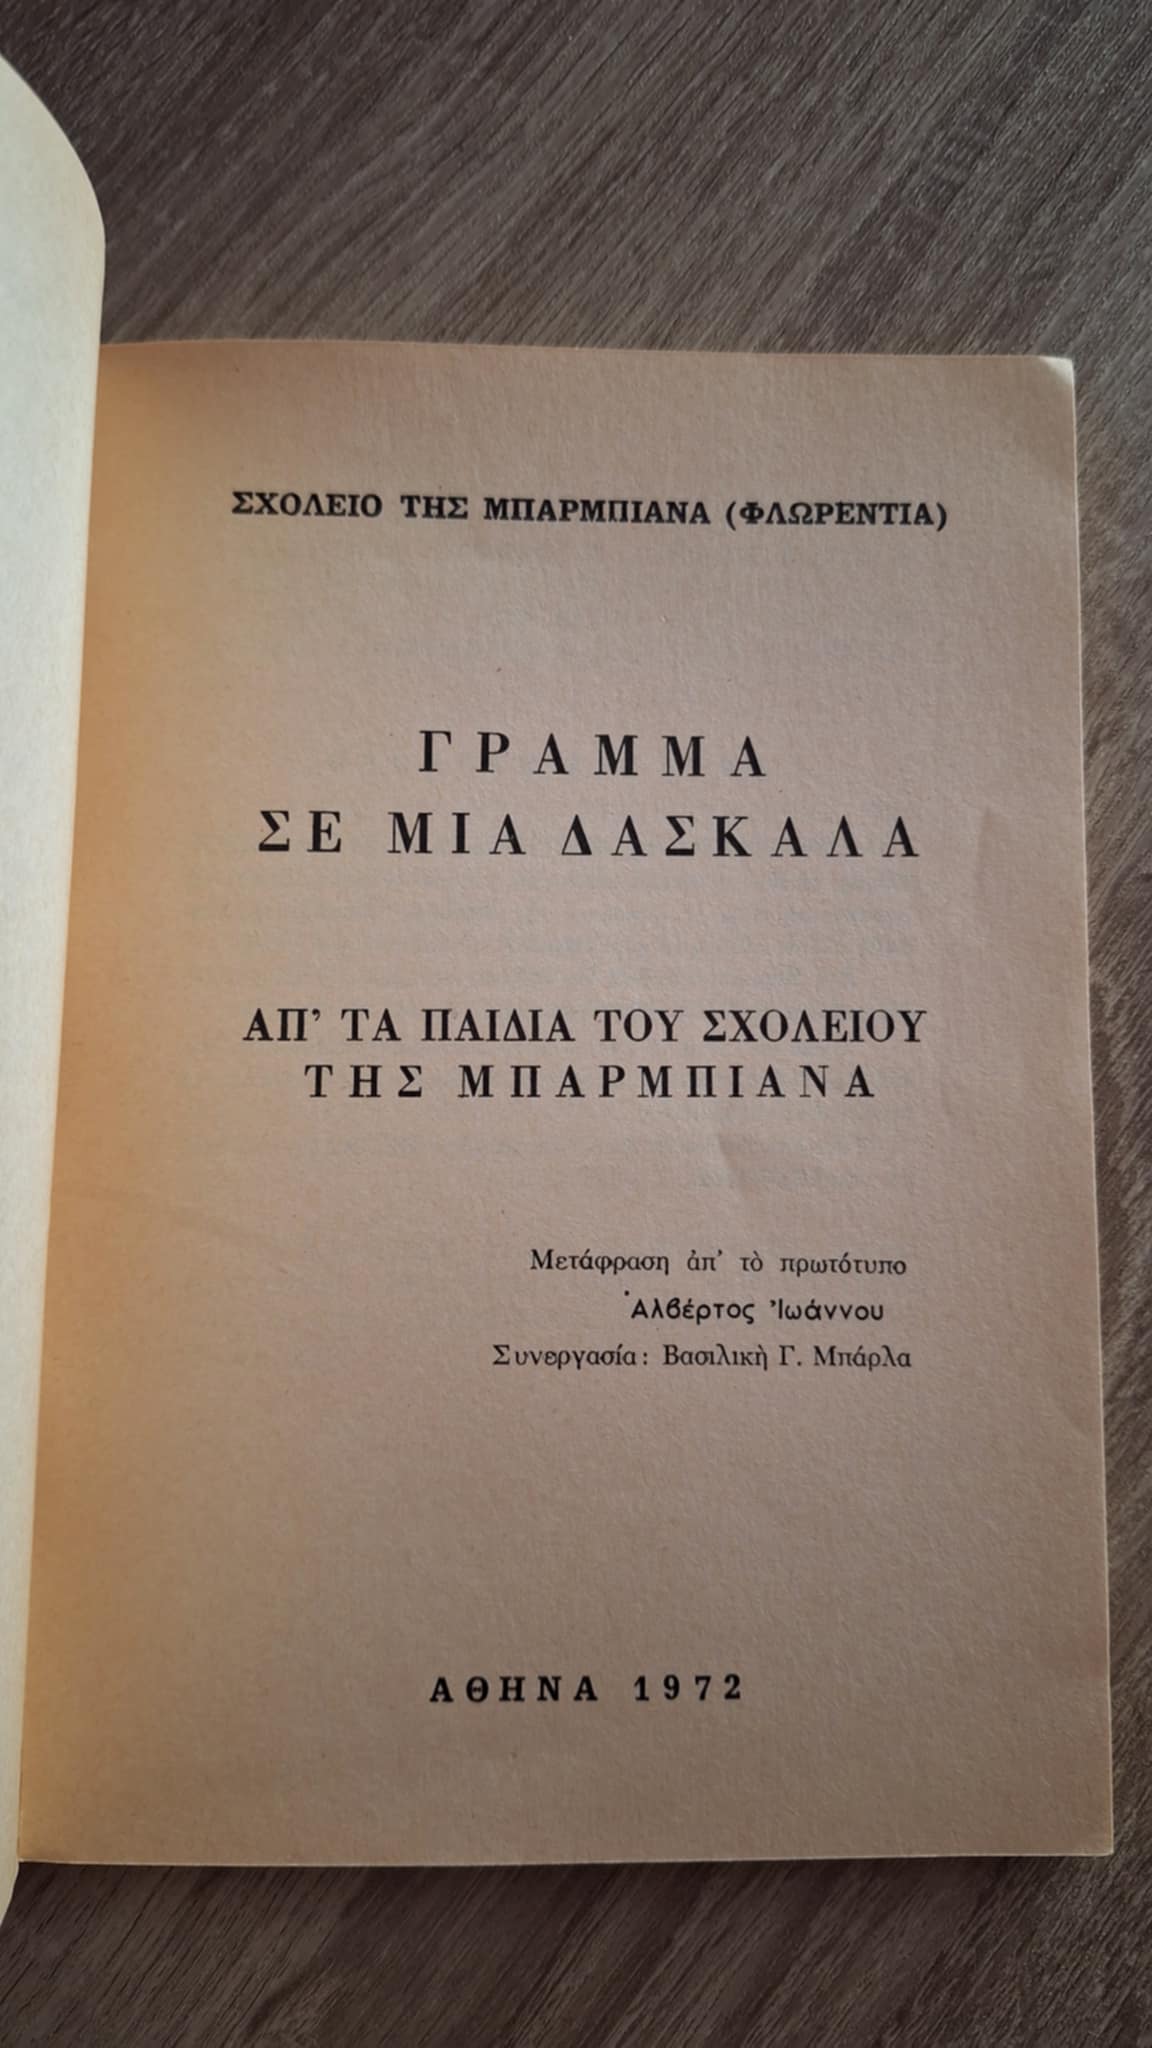 ΣΧΟΛΕΙΟ ΤΗΣ ΜΠΑΡΜΠΙΑΝΑ (ΦΛΩΡΕΝΤΙΑ)
ΓΡΑΜΜΑ
ΣΕ ΜΙΑ ΔΑΣΚΑΛΑ
ΑΠ' ΤΑ ΠΑΙΔΙΑ ΤΟΥ ΣΧΟΛΕΙΟΥ
ΤΗΣ ΜΠΑΡΜΠΙΑΝΑ
Μετάφραση ἀπ' τὸ πρωτότυπο
Ἀλβέρτος Ἰωάννου
Συνεργασία: Βασιλικὴ Γ. Μπάρλα
ΑΘΗΝΑ 1972